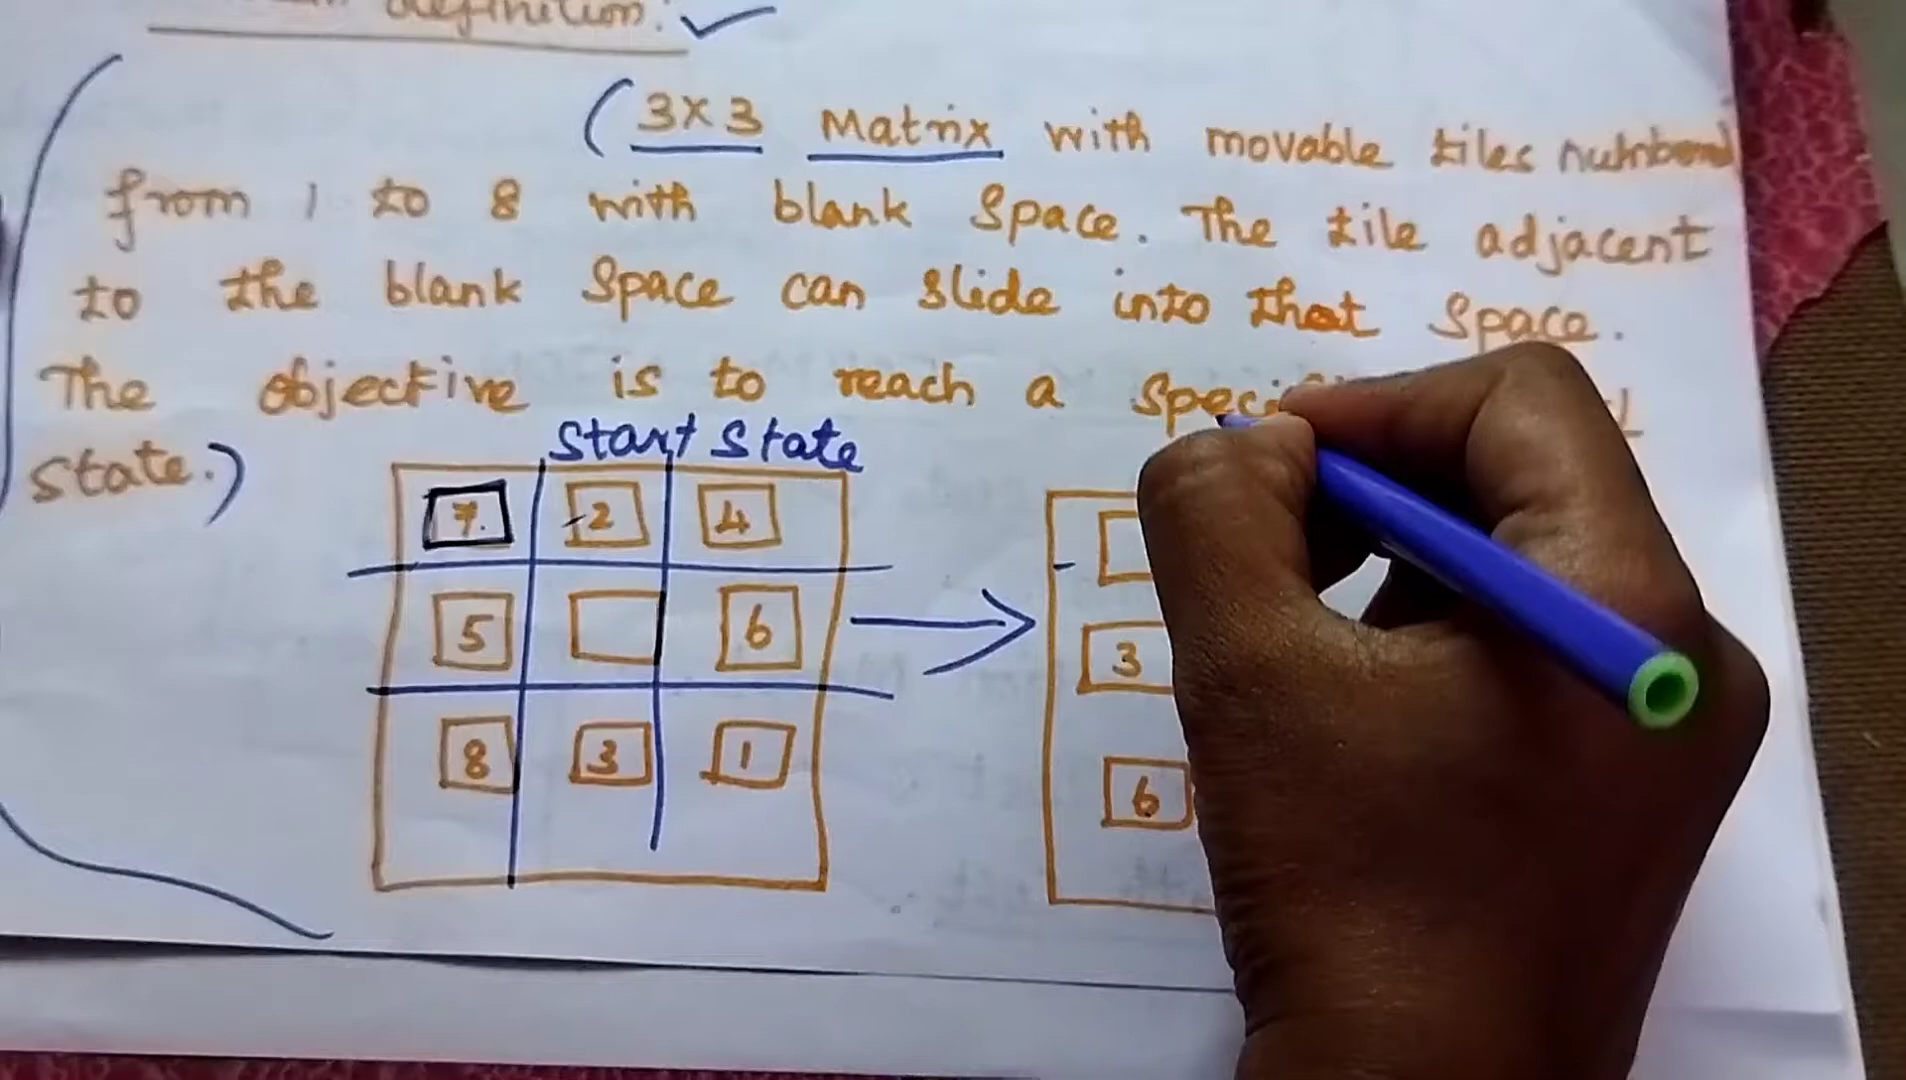 definition:
(3x3 Matrix with movable tiles
from 1 to 8 with blank Space. The tile adjacent
to the blank Space can slide into that Space.
The objective is to reach a
state.)
Start State
7 2 4
5 6
8 3 1
3
6